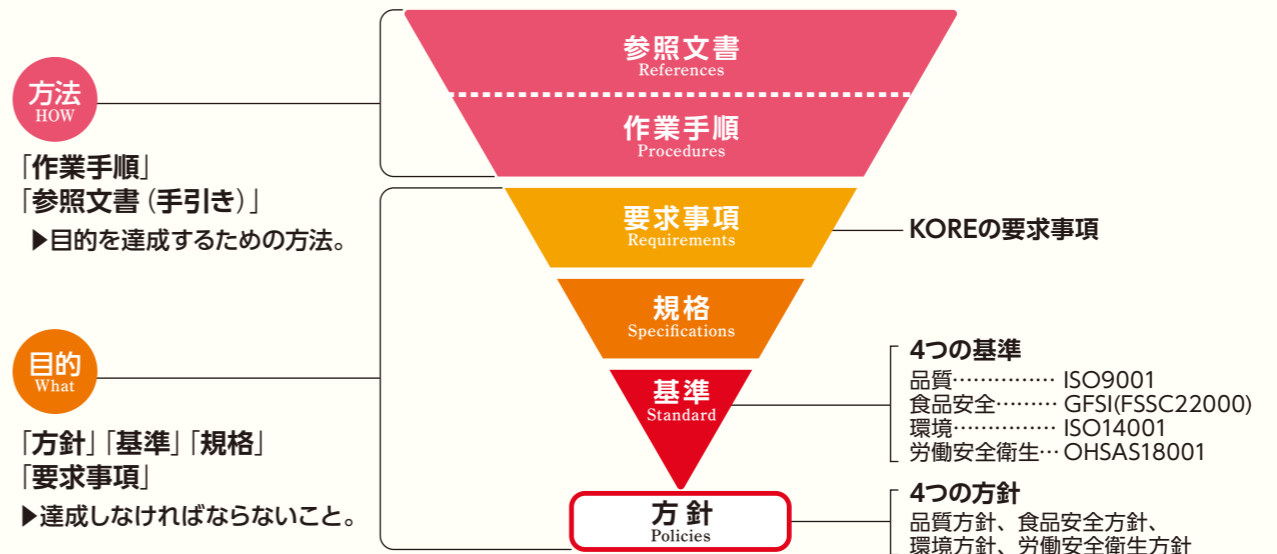 参照文書
References
作業手順
Procedures
方法
HOW
「作業手順」
「参照文書（手引き）」
▶目的を達成するための方法。
要求事項
Requirements
KOREの要求事項
規格
Specifications
目的
What
「方針」「基準」「規格」
「要求事項」
▶達成しなければならないこと。
基準
Standard
4つの基準
品質…………… ISO9001
食品安全……… GFSI(FSSC22000)
環境…………… ISO14001
労働安全衛生… OHSAS18001
方針
Policies
4つの方針
品質方針、食品安全方針、
環境方針、労働安全衛生方針